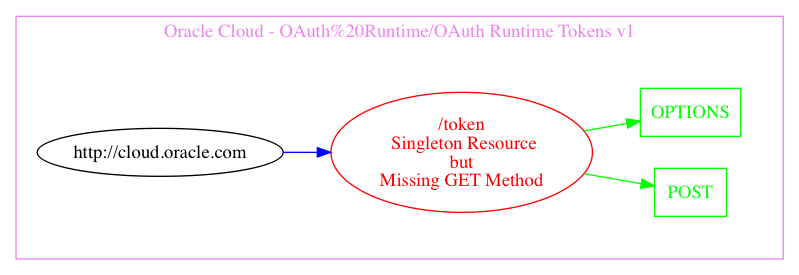 Oracle Cloud - OAuth%20Runtime/OAuth Runtime Tokens v1
http://cloud.oracle.com
/token
Singleton Resource
but
Missing GET Method
OPTIONS
POST